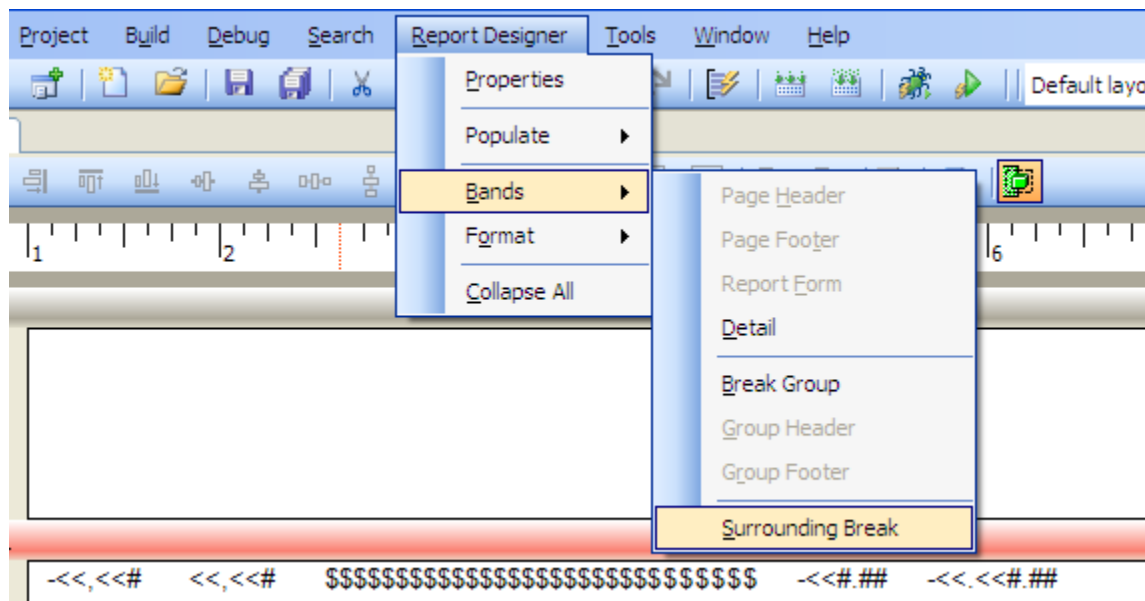 Project Build Debug Search Report Designer Tools Window Help
Default layo
Properties
Populate
Bands
Format
Collapse All
Page Header
Page Footer
Report Form
Detail
Break Group
Group Header
Group Footer
Surrounding Break
1 2 6
-<<,<<# <<,<<# $$$$$$$$$$$$$$$$$$$$$$$$$$$$$$ -<<#.## -<<.<<#.##